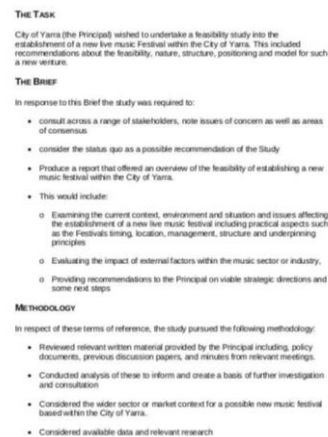 THE TASK
City of Yarra (the Principal) wished to undertake a feasibility study into the
establishment of a new live music Festival within the City of Yarra. This included
recommendations about the feasibility, nature, structure, positioning and model for such
a new venture.
THE BRIEF
In response to this Brief the study was required to:
• consult across a range of stakeholders, note issues of concern as well as areas
of consensus
• consider the status quo as a possible recommendation of the Study
• Produce a report that offered an overview of the feasibility of establishing a new
music festival within the City of Yarra.
• This would include:
o Examining the current context, environment and situation and issues affecting
the establishment of a new live music festival including practical aspects such
as the Festivals timing, location, management, structure and underpinning
principles
o Evaluating the impact of external factors within the music sector or industry,
o Providing recommendations to the Principal on viable strategic directions and
some next steps
METHODOLOGY
In respect of these terms of reference, the study pursued the following methodology:
• Reviewed relevant written material provided by the Principal including, policy
documents, previous discussion papers, and minutes from relevant meetings.
• Conducted analysis of these to inform and create a basis of further investigation
and consultation
• Considered the wider sector or market context for a possible new music festival
based within the City of Yarra.
• Considered available data and relevant research